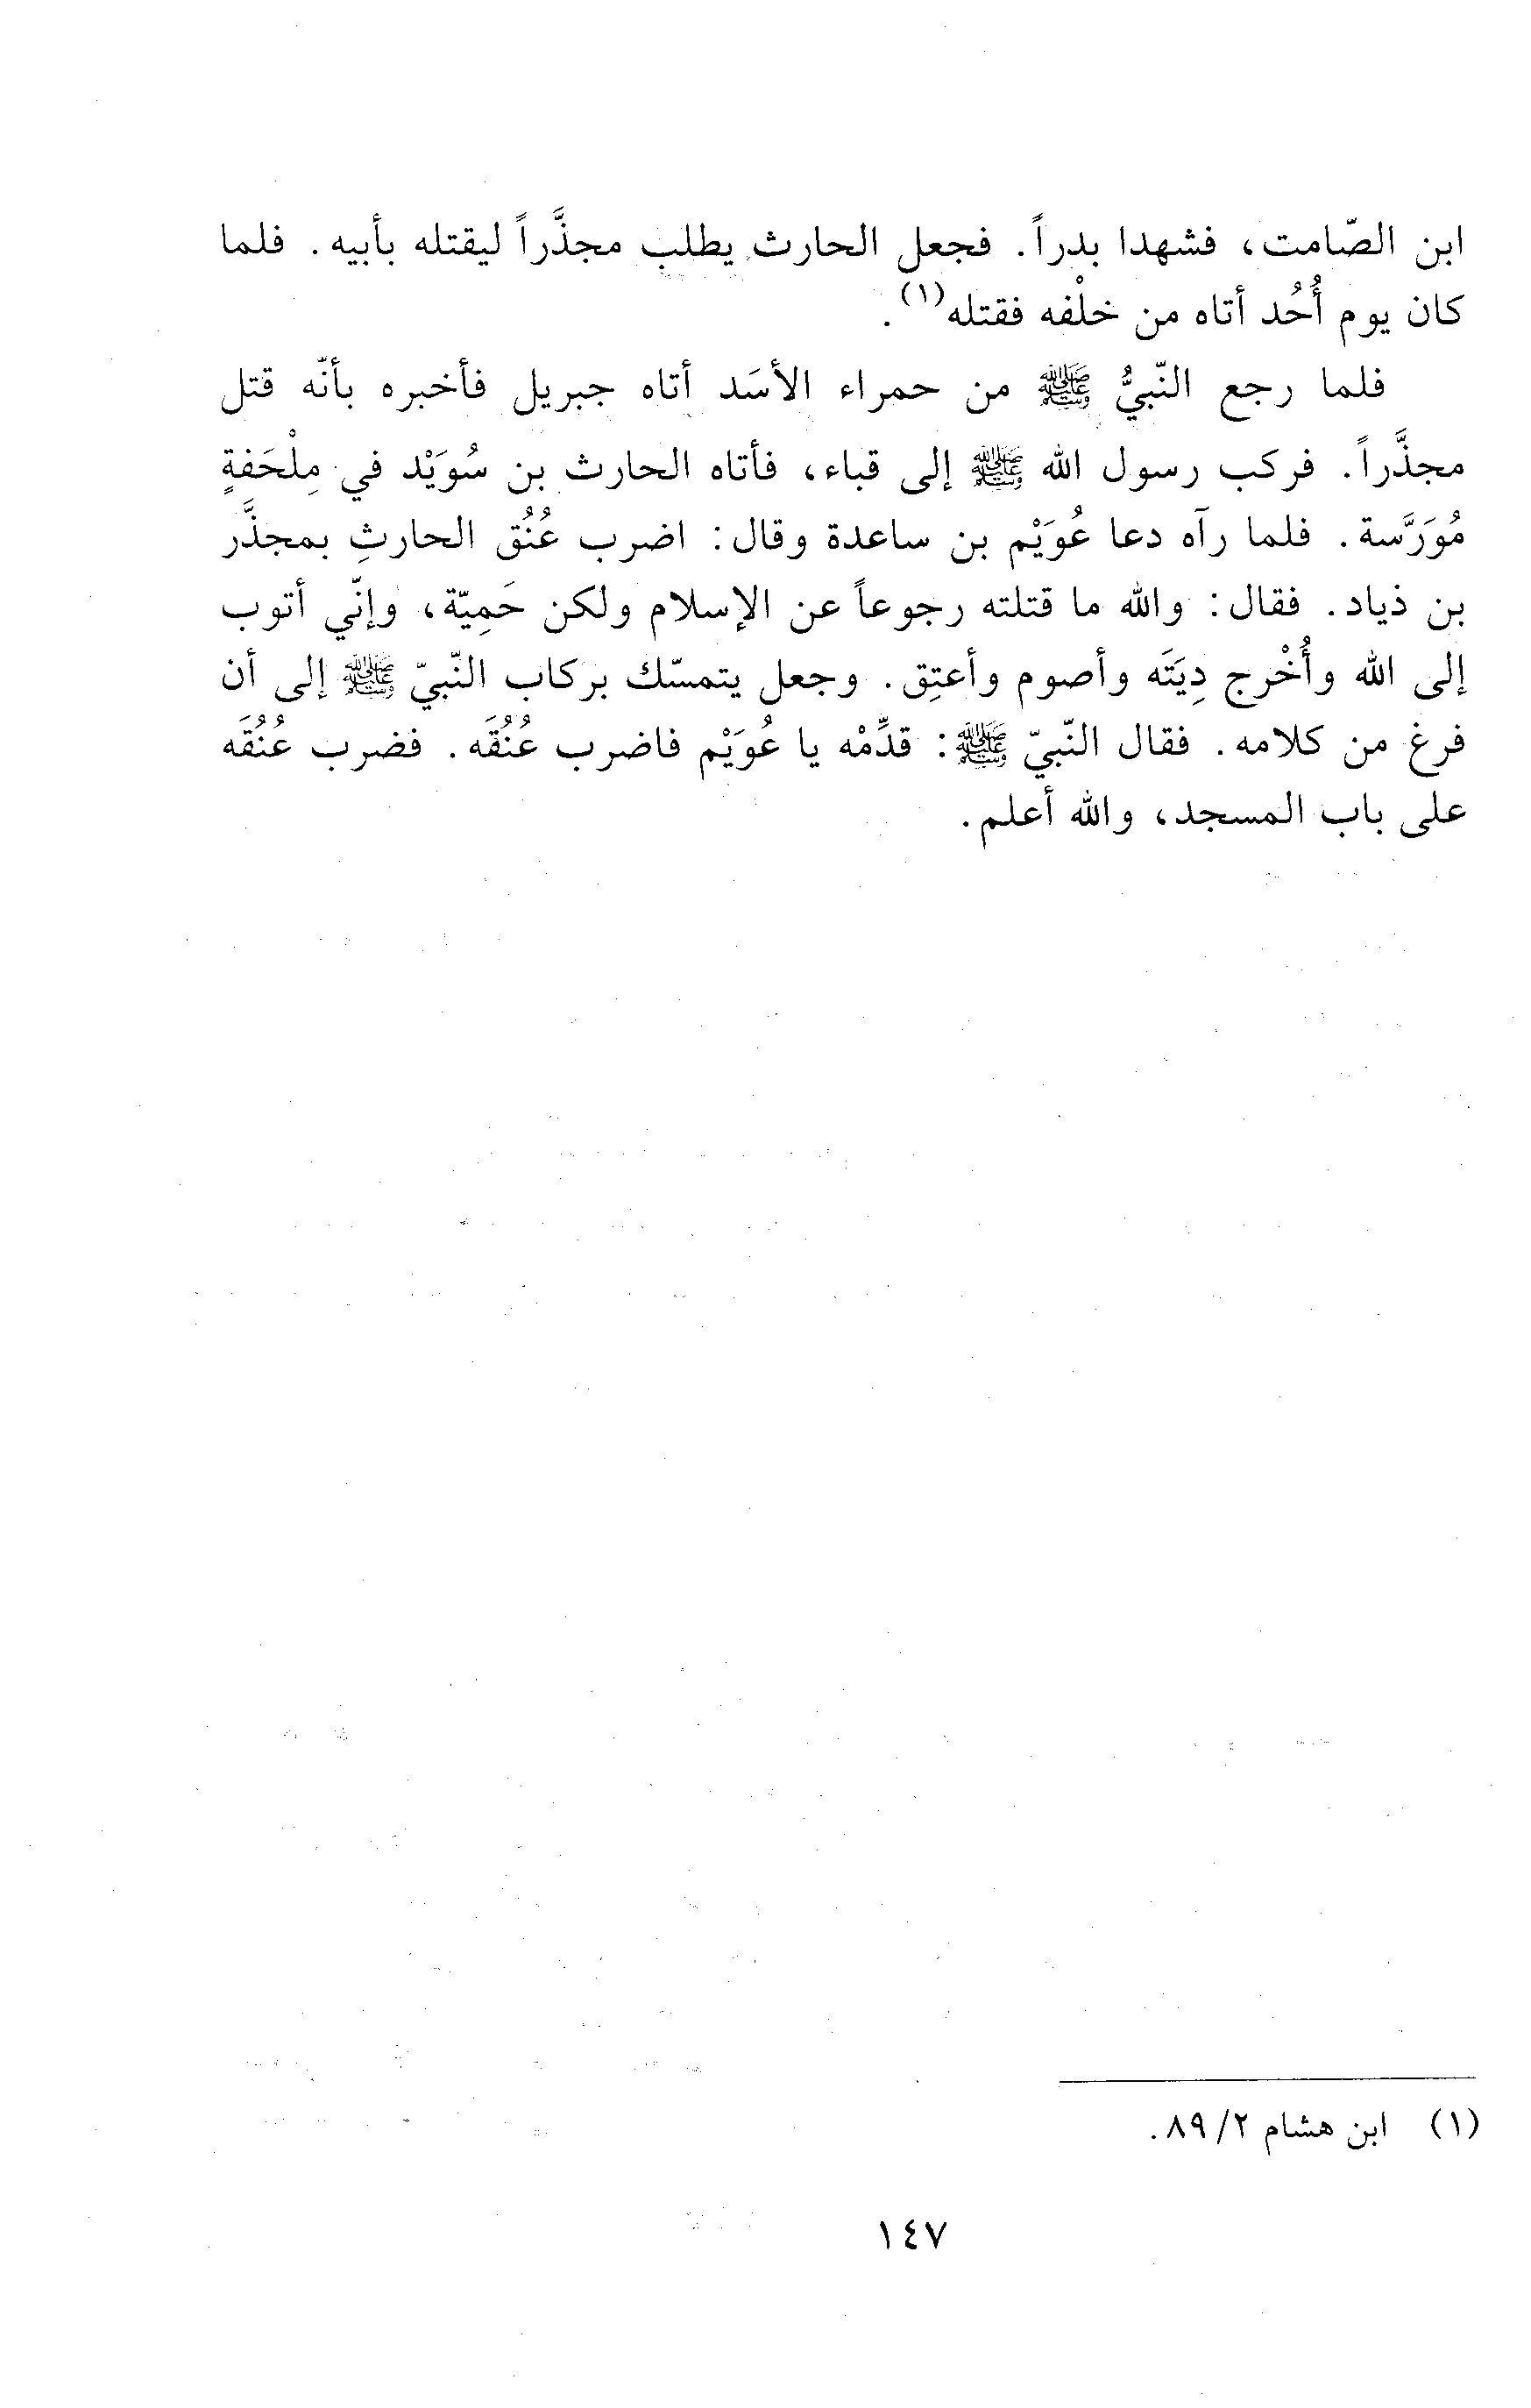 ابن الصّامت، فشهدا بدراً. فجعل الحارث يطلب مجذَّراً ليقتله بأبيه. فلما
كان يوم أُحُد أتاه من خلْفه فقتله(١).
فلما رجع النّبيُّ ﷺ من حمراء الأسَد أتاه جبريل فأخبره بأنّه قتل
مجذَّراً. فركب رسول الله ﷺ إلى قباء، فأتاه الحارث بن سُوَيْد في مِلْحَفةٍ
مُوَرَّسة. فلما رآه دعا عُوَيْم بن ساعدة وقال: اضرب عُنُق الحارثِ بمجذَّر
بن ذياد. فقال: والله ما قتلته رجوعاً عن الإسلام ولكن حَمِيّة، وإنّي أتوب
إلى الله وأُخْرج دِيَتَه وأصوم وأعتِق. وجعل يتمسّك بركاب النّبيّ ﷺ إلى أن
فرغ من كلامه. فقال النّبيّ ﷺ: قدِّمْه يا عُوَيْم فاضرب عُنُقَه. فضرب عُنُقَه
على باب المسجد، والله أعلم.
(١) ابن هشام ٢/ ٨٩.
١٤٧